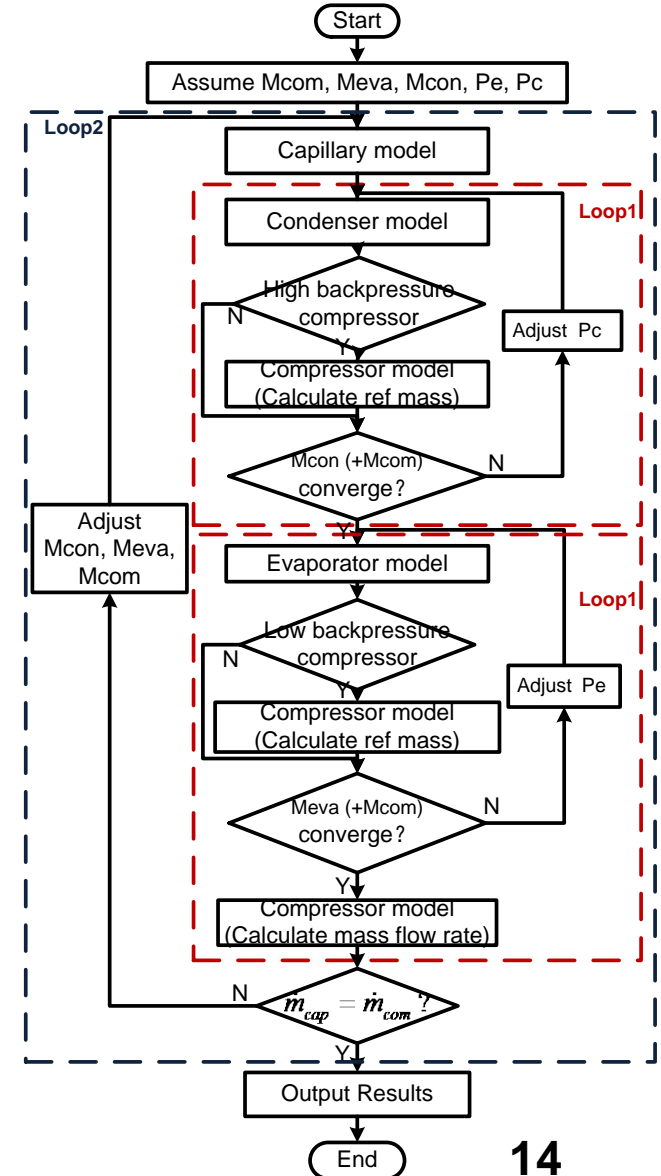 Start
Assume Mcom, Meva, Mcon, Pe, Pc
Loop2
Capillary model
Loop1
Condenser model
High backpressure
compressor
N
Y
Adjust Pc
Compressor model
(Calculate ref mass)
Mcon (+Mcom)
converge?
N
Y
Adjust
Mcon, Meva,
Mcom
Evaporator model
Loop1
Low backpressure
compressor
N
Y
Adjust Pe
Compressor model
(Calculate ref mass)
Meva (+Mcom)
converge?
N
Y
Compressor model
(Calculate mass flow rate)
N
ṁcap = ṁcom ?
Y
Output Results
End
14